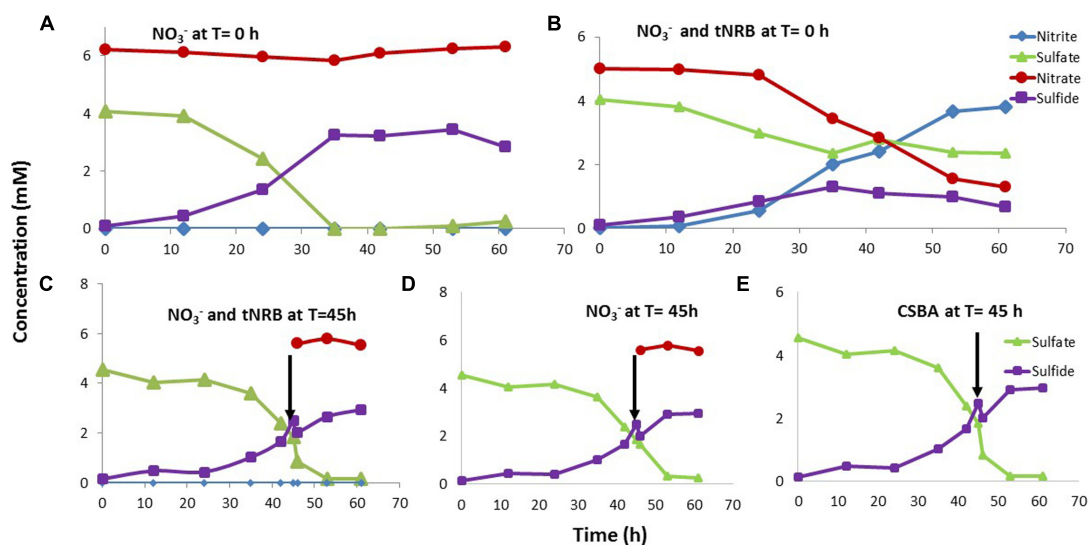 A
NO₃⁻ at T= 0 h
6
4
2
0
0 10 20 30 40 50 60 70
B
NO₃⁻ and tNRB at T= 0 h
6
5
4
3
2
1
0
0 10 20 30 40 50 60 70
Nitrite
Sulfate
Nitrate
Sulfide
Concentration (mM)
C
NO₃⁻ and tNRB at T=45h
8
6
4
2
0
0 10 20 30 40 50 60 70
D
NO₃⁻ at T= 45h
8
6
4
2
0
0 10 20 30 40 50 60 70
E
CSBA at T= 45 h
6
4
2
0
0 10 20 30 40 50 60 70
Sulfate
Sulfide
Time (h)